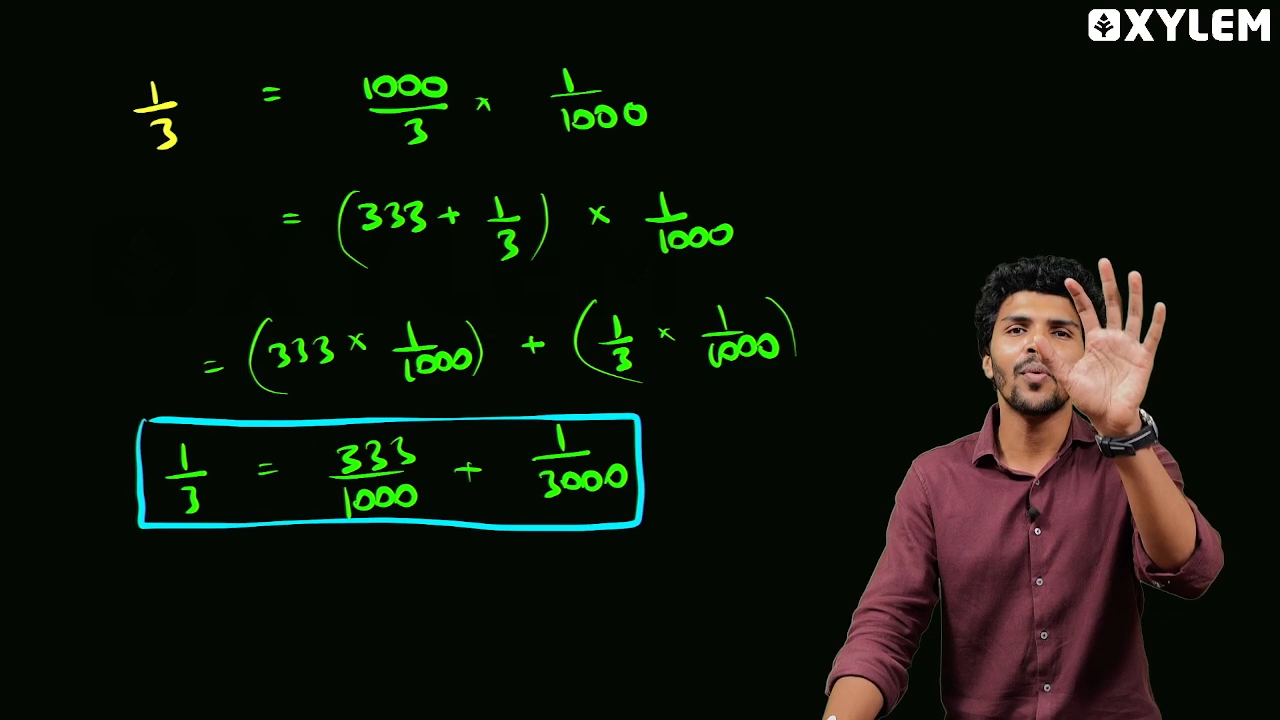 XYLEM
1/3 = 1000/3 × 1/1000
= (333 + 1/3) × 1/1000
= (333 × 1/1000) + (1/3 × 1/1000)
1/3 = 333/1000 + 1/3000